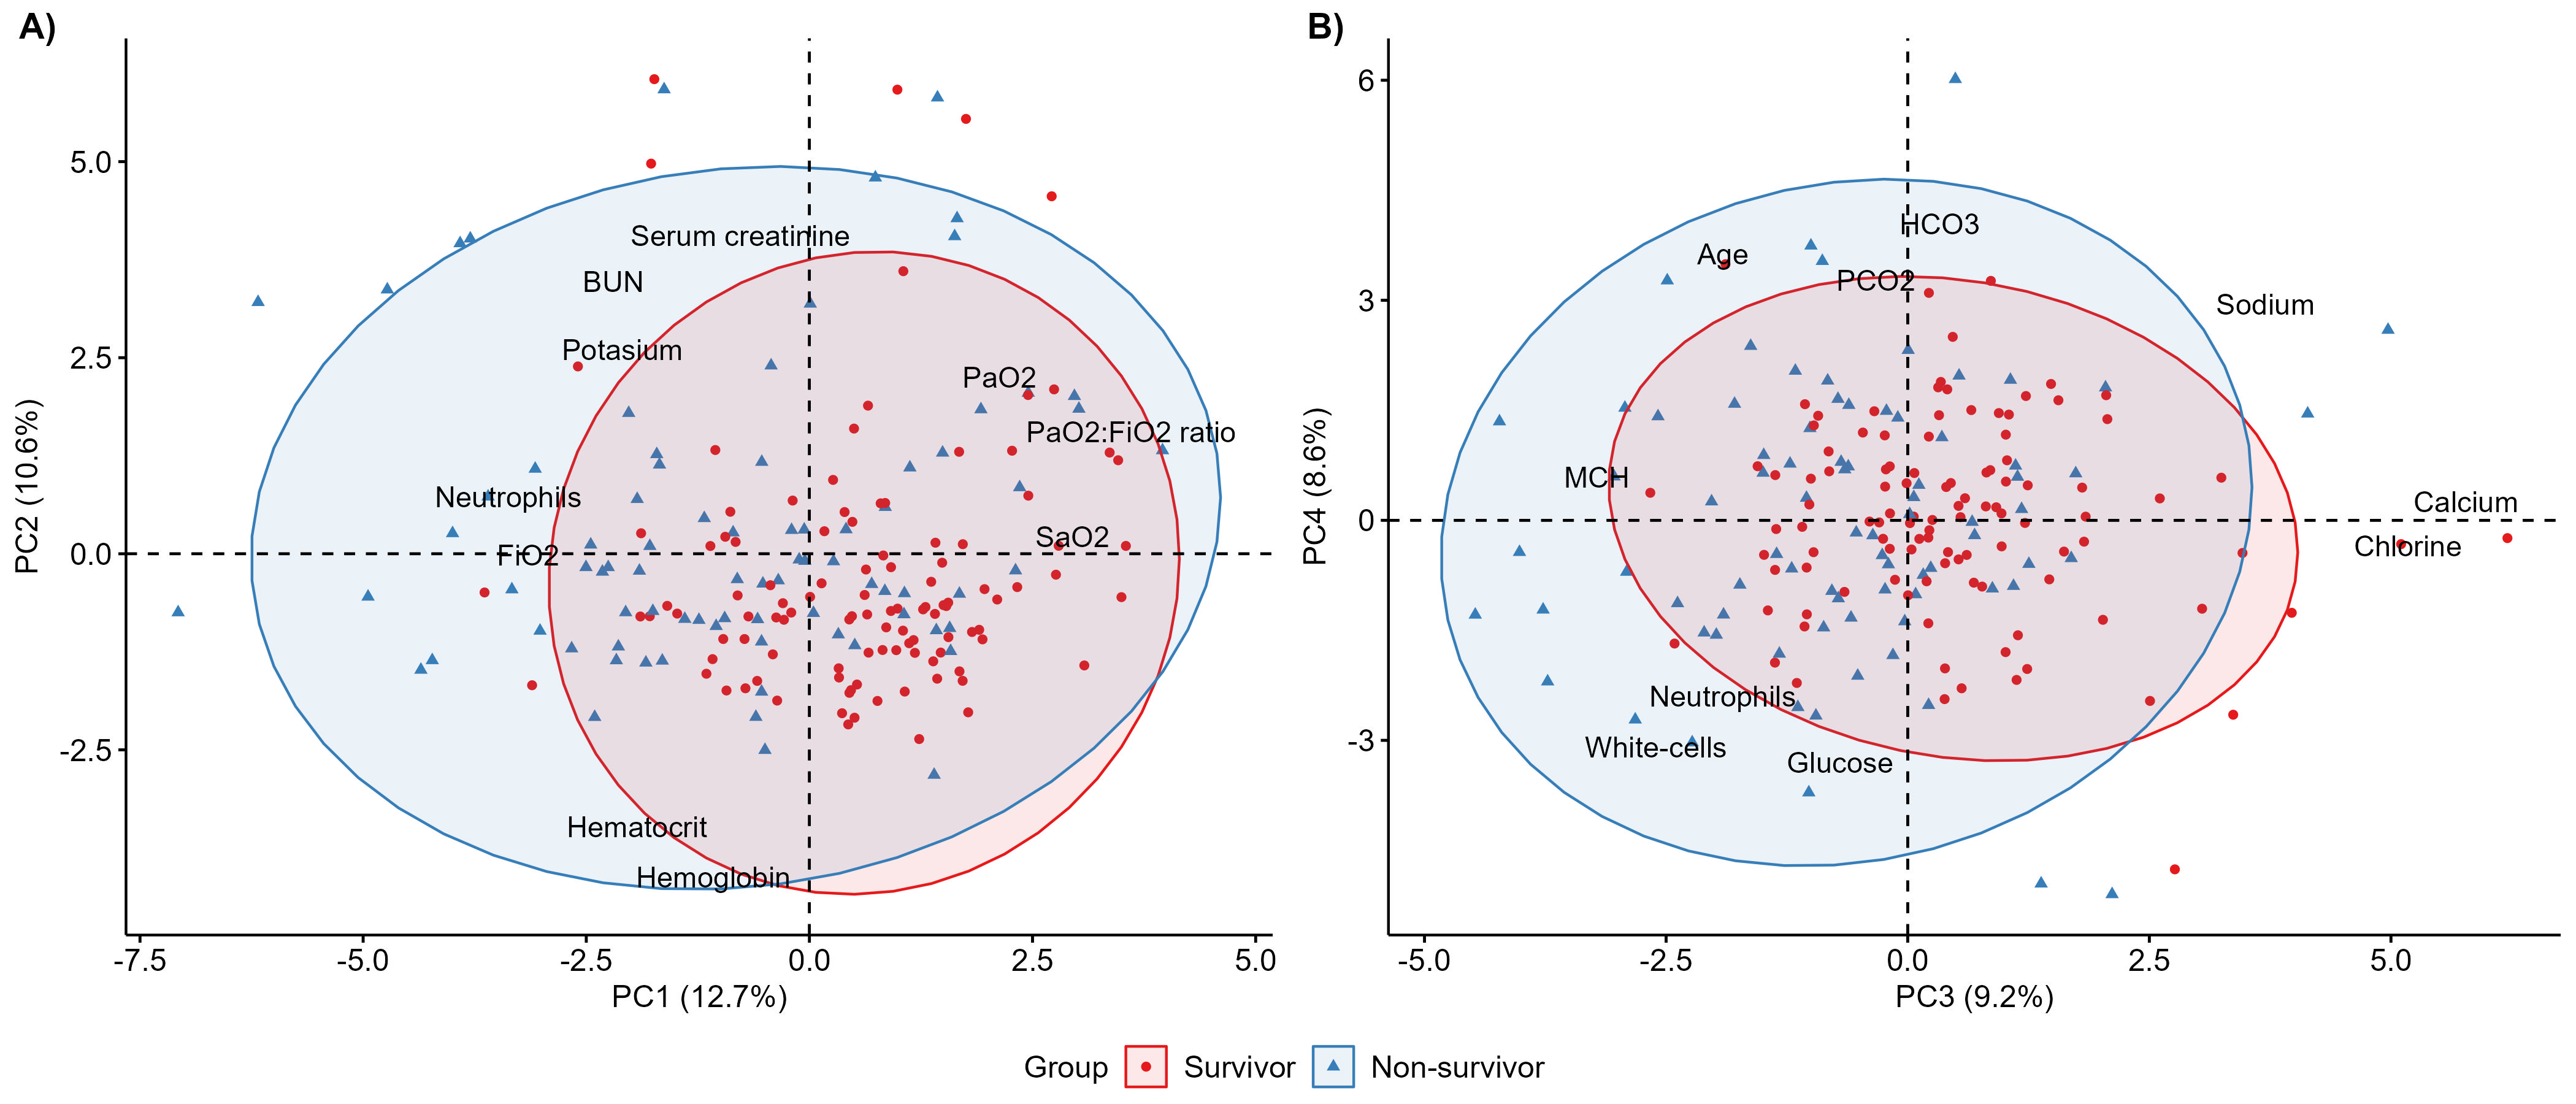 A)
5.0
2.5
0.0
-2.5
PC2 (10.6%)
Serum creatinine
BUN
Potasium
PaO2
PaO2:FiO2 ratio
Neutrophils
SaO2
FiO2
Hematocrit
Hemoglobin
-7.5 -5.0 -2.5 0.0 2.5 5.0
PC1 (12.7%)
B)
6
3
0
-3
PC4 (8.6%)
HCO3
Age
PCO2
Sodium
MCH
Calcium
Chlorine
Neutrophils
White-cells
Glucose
-5.0 -2.5 0.0 2.5 5.0
PC3 (9.2%)
Group Survivor Non-survivor